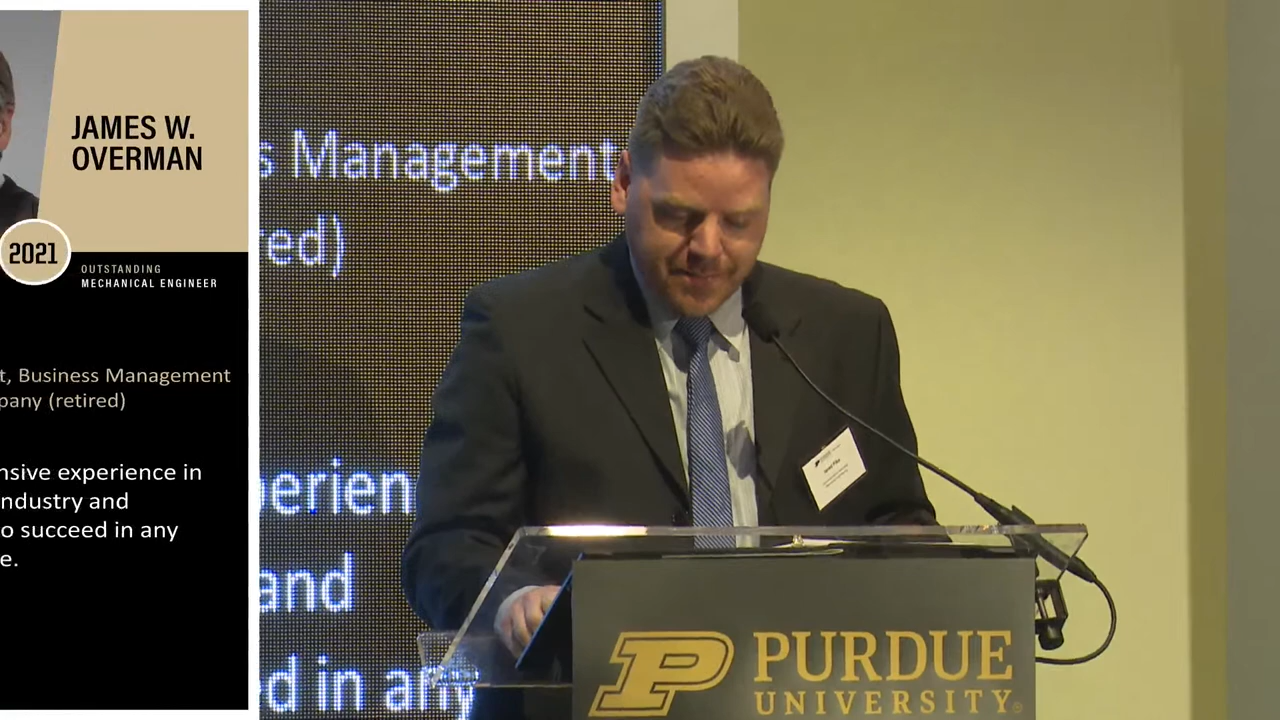 JAMES W.
OVERMAN
2021
OUTSTANDING
MECHANICAL ENGINEER
t, Business Management
pany (retired)
nsive experience in
ndustry and
o succeed in any
e.
s Management
red)
perien
and
d in any
P PURDUE
UNIVERSITY®